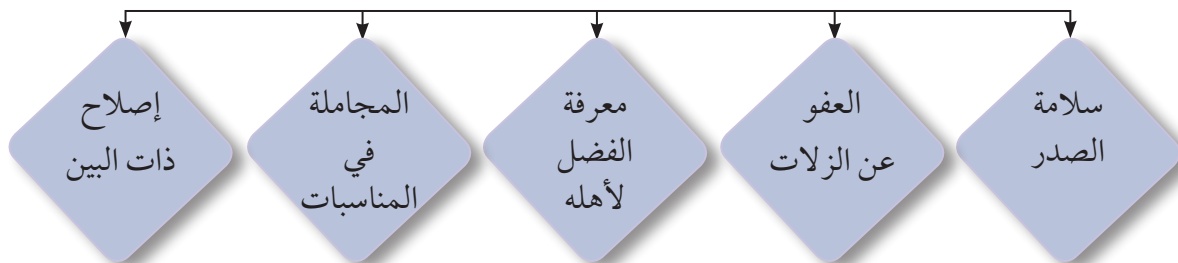 سلامة
الصدر
العفو
عن الزلات
معرفة
الفضل
لأهله
المجاملة
في
المناسبات
إصلاح
ذات البين